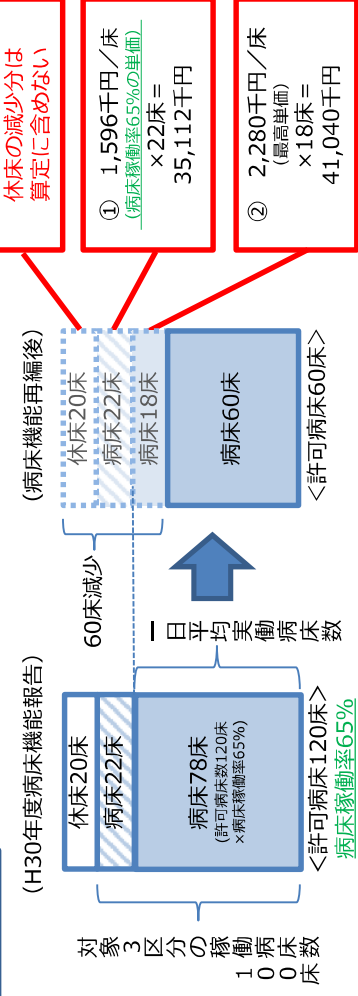 (H30年度病床機能報告)
対象3区分の稼働病床数
100床
休床20床
病床22床
病床78床
(許可病床数120床
×病床稼働率65%)
<許可病床120床>
病床稼働率65%
一日平均実働病床数
60床減少
(病床機能再編後)
休床20床
病床22床
病床18床
病床60床
<許可病床60床>
休床の減少分は
算定に含めない
① 1,596千円/床
(病床稼働率65%の単価)
×22床=
35,112千円
② 2,280千円/床
(最高単価)
×18床=
41,040千円